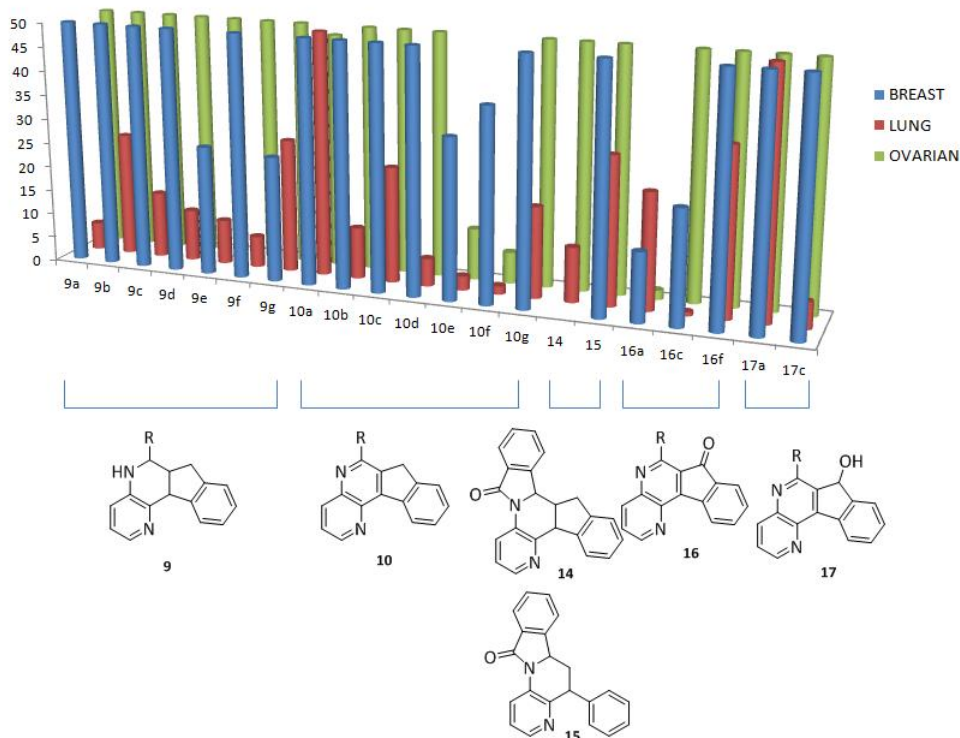 50
45
40
35
30
25
20
15
10
5
0
9a 9b 9c 9d 9e 9f 9g 10a 10b 10c 10d 10e 10f 10g 14 15 16a 16c 16f 17a 17c
BREAST
LUNG
OVARIAN
R
HN
N
9
R
N
N
10
O
N
N
14
R
O
N
N
16
R
OH
N
N
17
O
N
N
15